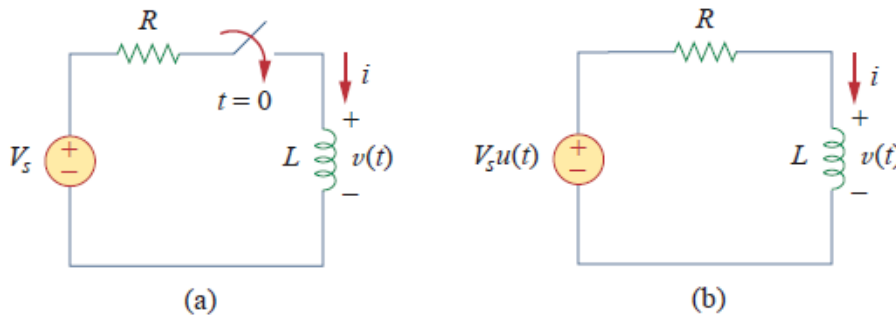 R
i
t = 0
+
V_s
+
−
L
v(t)
−
(a)
R
i
+
V_s u(t)
+
−
L
v(t)
−
(b)